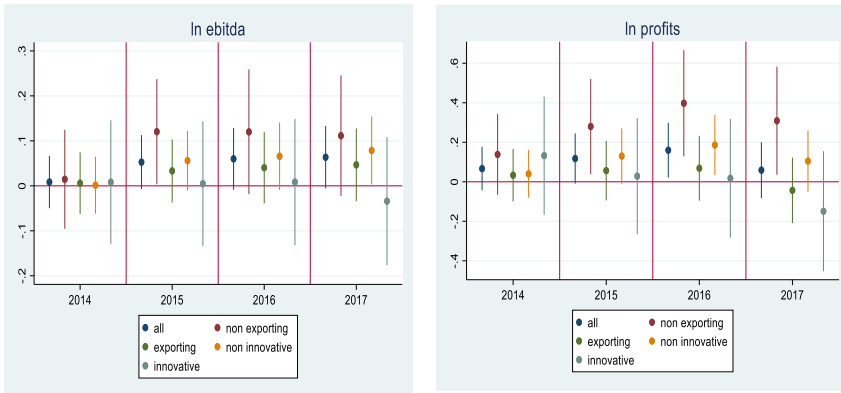 ln ebitda
.3
.2
.1
0
-.1
-.2
2014 2015 2016 2017
all non exporting
exporting non innovative
innovative
ln profits
.6
.4
.2
0
-.2
-.4
2014 2015 2016 2017
all non exporting
exporting non innovative
innovative